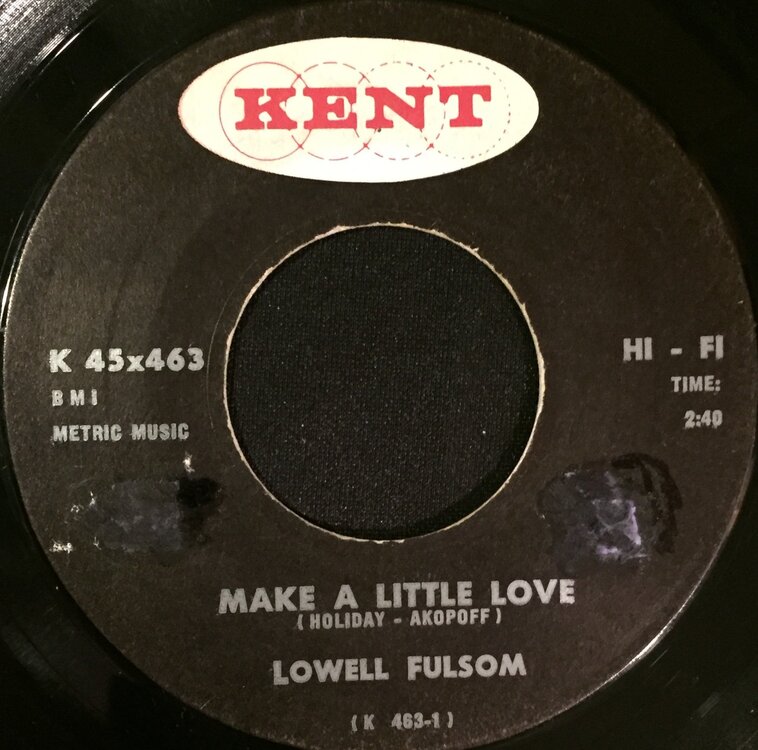 KENT
K 45x463
BMI
METRIC MUSIC
HI - FI
TIME:
2:40
MAKE A LITTLE LOVE
(HOLIDAY - AKOPOFF)
LOWELL FULSOM
(K 463-1)